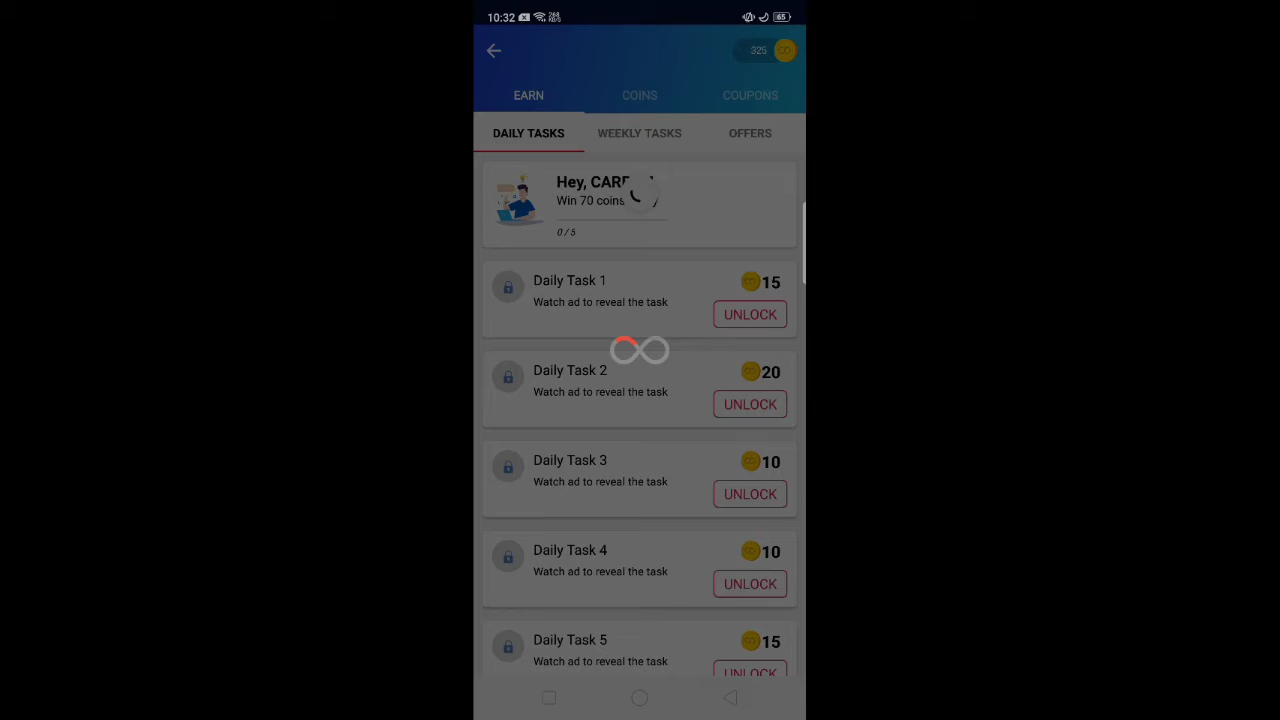 10:32
65
325
EARN COINS COUPONS
DAILY TASKS WEEKLY TASKS OFFERS
Hey,
Win 70 coins
0 / 5
Daily Task 1
15
Watch ad to reveal the task
UNLOCK
Daily Task 2
20
Watch ad to reveal the task
UNLOCK
Daily Task 3
10
Watch ad to reveal the task
UNLOCK
Daily Task 4
10
Watch ad to reveal the task
UNLOCK
Daily Task 5
15
Watch ad to reveal the task
UNLOCK